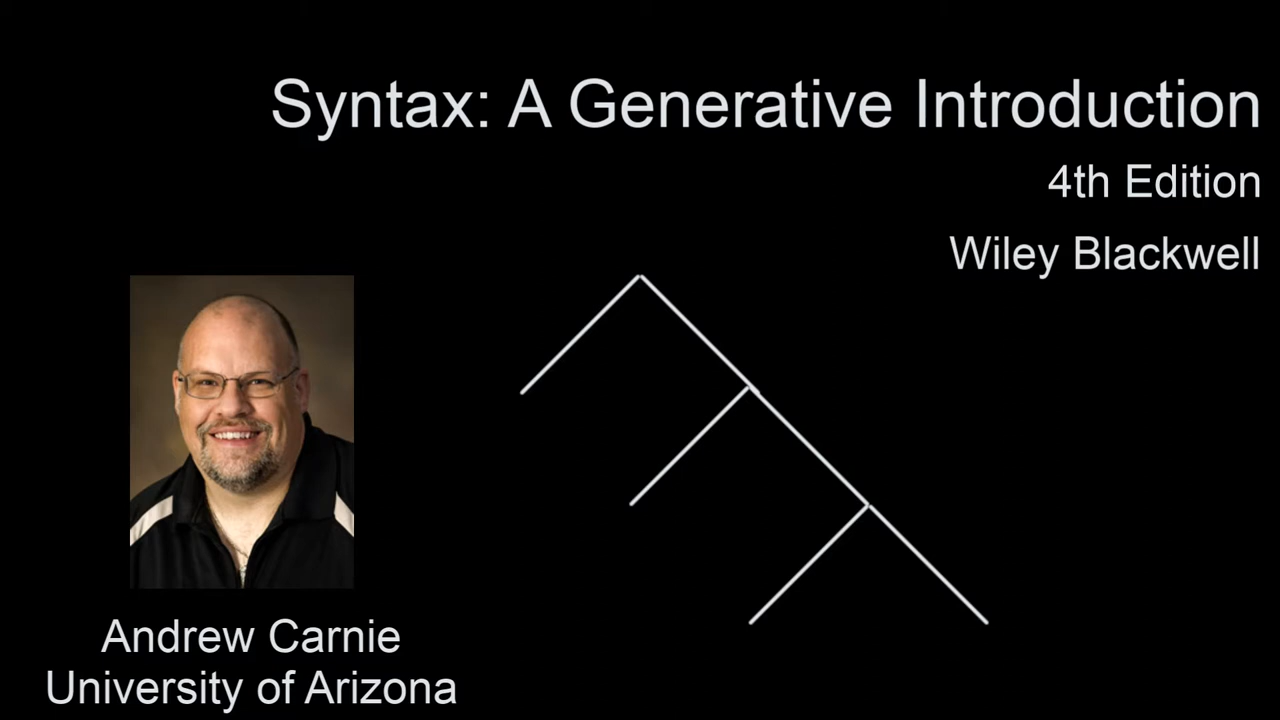 Syntax: A Generative Introduction
4th Edition
Wiley Blackwell
Andrew Carnie
University of Arizona